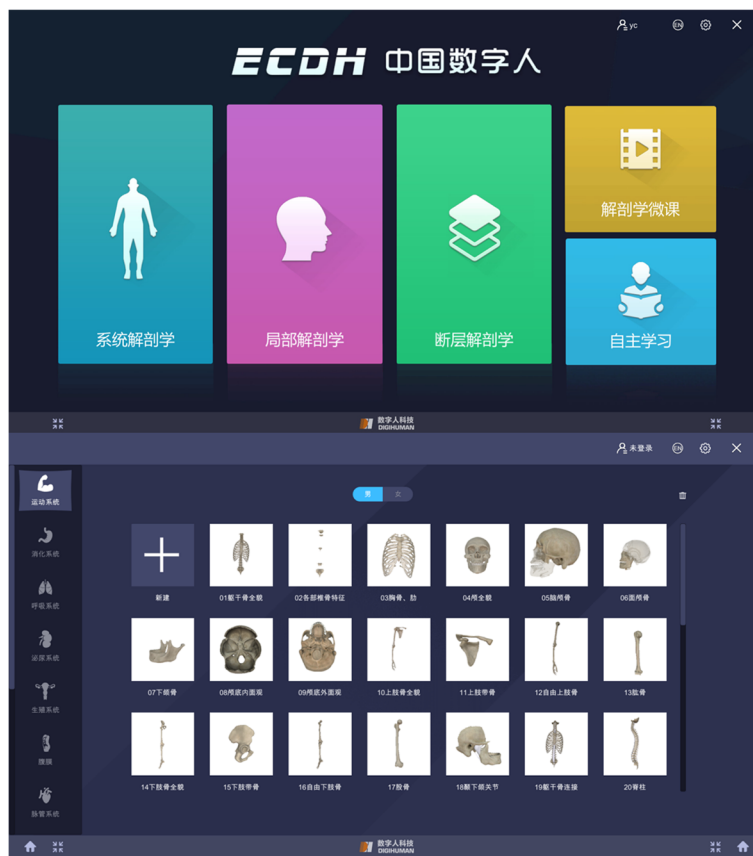 yc
EN
ECDH 中国数字人
系统解剖学
局部解剖学
断层解剖学
解剖学微课
自主学习
数字人科技
DIGIHUMAN
未登录
EN
运动系统
消化系统
呼吸系统
泌尿系统
生殖系统
腹膜
脉管系统
男
女
新建
01躯干骨全貌
02各部椎骨特征
03胸骨、肋
04颅全貌
05脑颅骨
06面颅骨
07下颌骨
08颅底内面观
09颅底外面观
10上肢骨全貌
11上肢带骨
12自由上肢骨
13肱骨
14下肢骨全貌
15下肢带骨
16自由下肢骨
17股骨
18颞下颌关节
19躯干骨连接
20脊柱
数字人科技
DIGIHUMAN